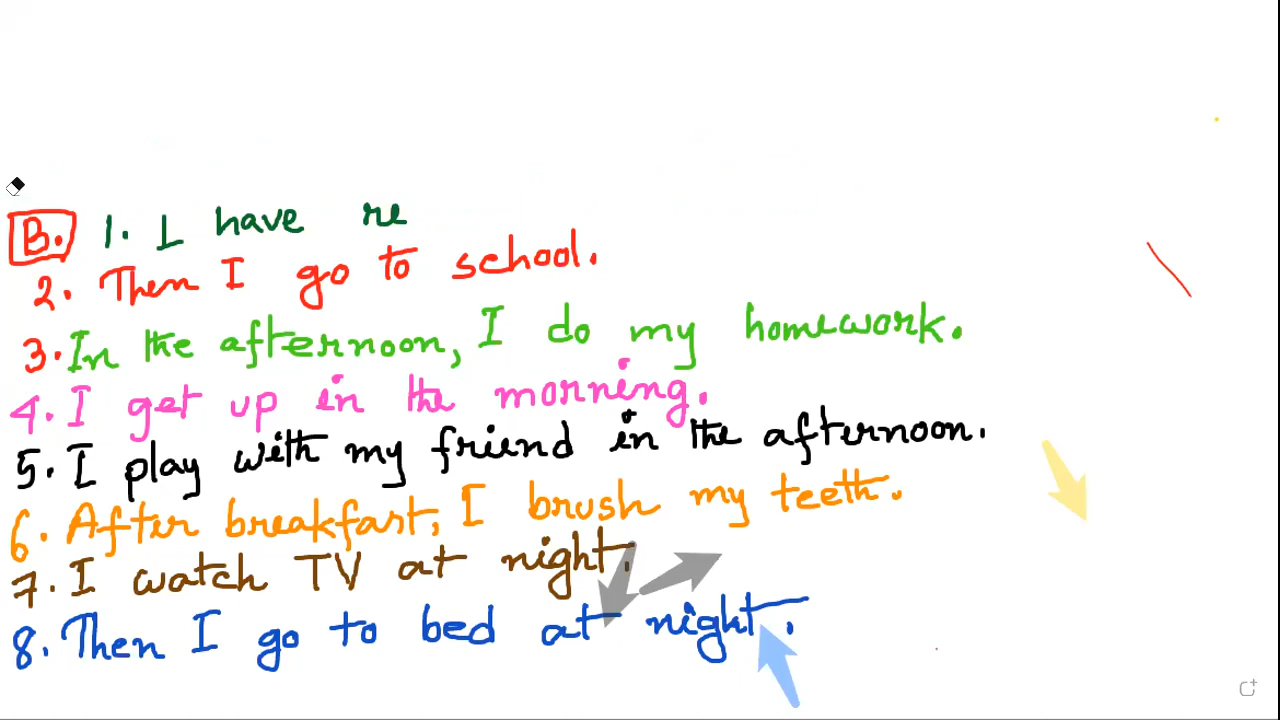 B. 1. I have re
2. Then I go to school.
3. In the afternoon, I do my homework.
4. I get up in the morning.
5. I play with my friend in the afternoon.
6. After breakfast, I brush my teeth.
7. I watch TV at night.
8. Then I go to bed at night.